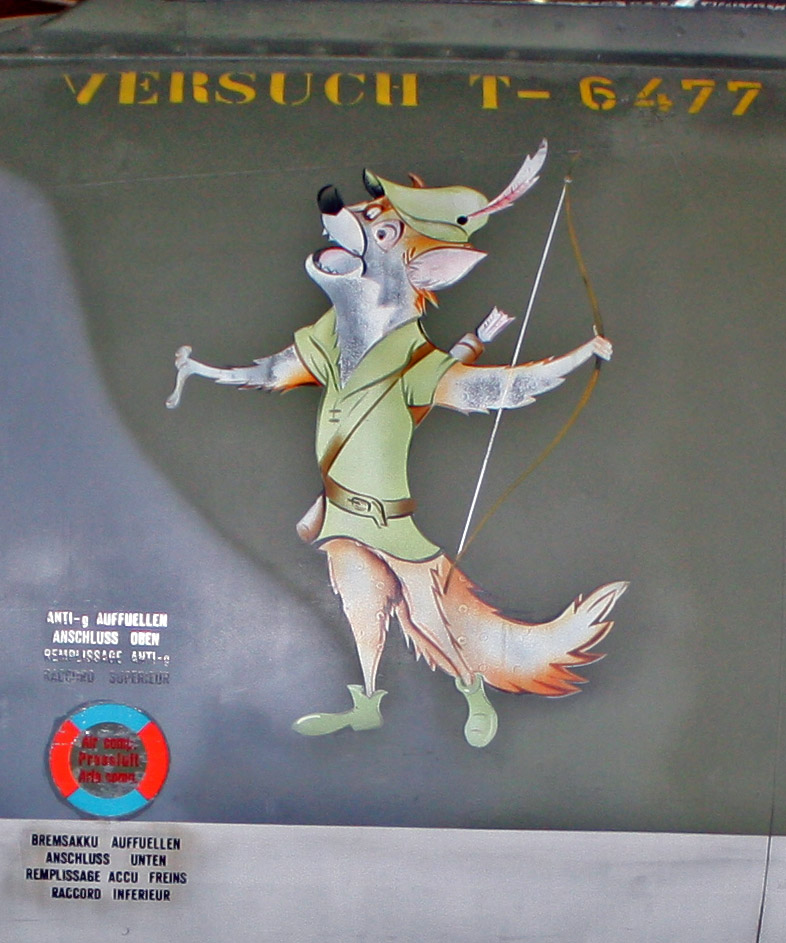 VERSUCH T-6477
ANTI-g AUFFUELLEN
ANSCHLUSS OBEN
REMPLISSAGE ANTI-g
RACCORD SUPERIEUR
Air comp.
Pressluft
Aria comp.
BREMSAKKU AUFFUELLEN
ANSCHLUSS UNTEN
REMPLISSAGE ACCU FREINS
RACCORD INFERIEUR